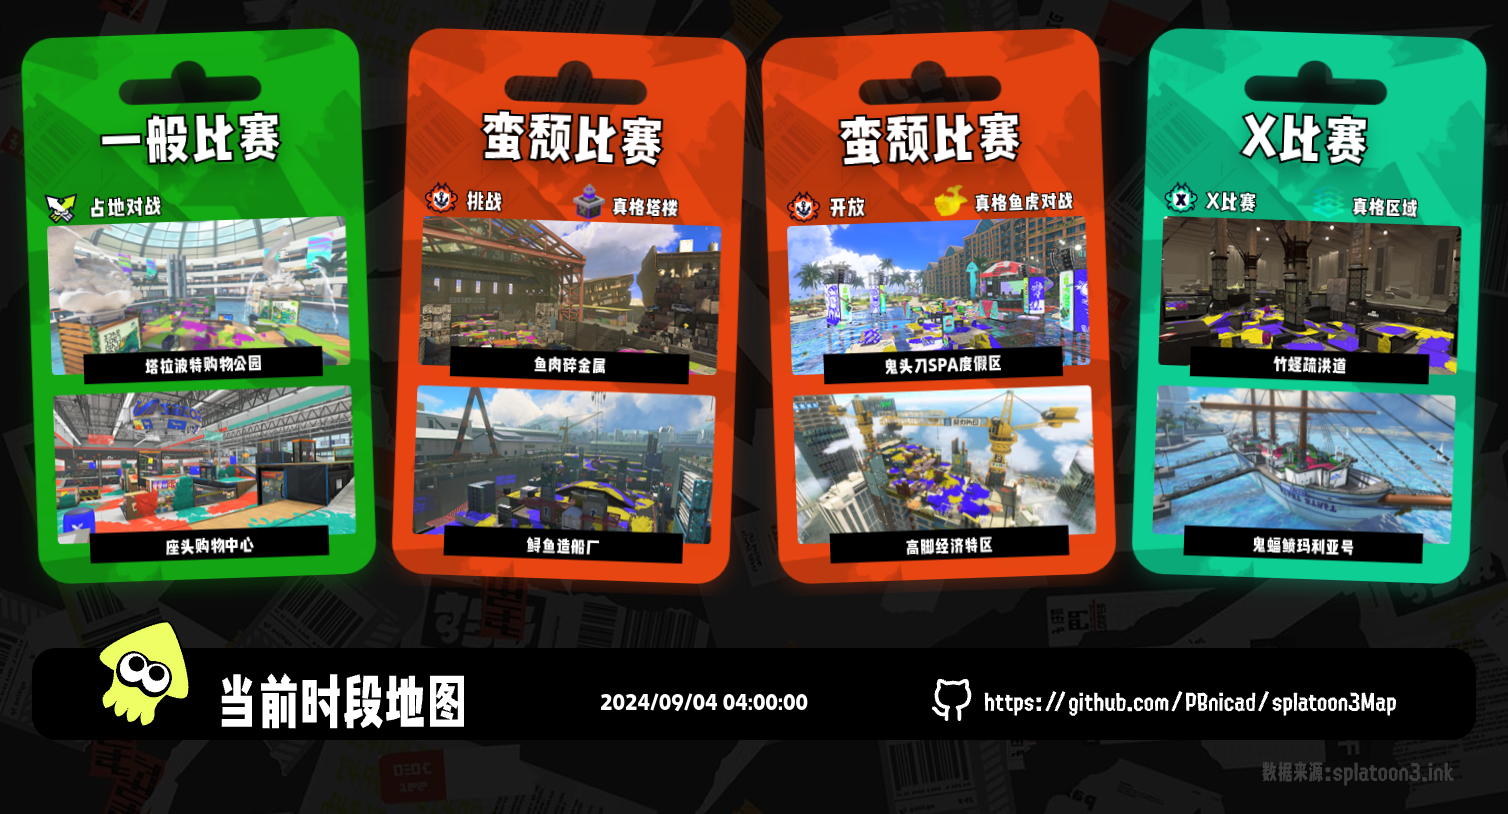 一般比赛
占地对战
塔拉波特购物公园
座头购物中心
蛮颓比赛
挑战
真格塔楼
鱼肉碎金属
鲟鱼造船厂
蛮颓比赛
开放
真格鱼虎对战
鬼头刀SPA度假区
高脚经济特区
X比赛
X比赛
真格区域
竹蛏疏洪道
鬼蝠鲼玛利亚号
当前时段地图
2024/09/04 04:00:00
https://github.com/PBnicad/splatoon3Map
数据来源:splatoon3.ink